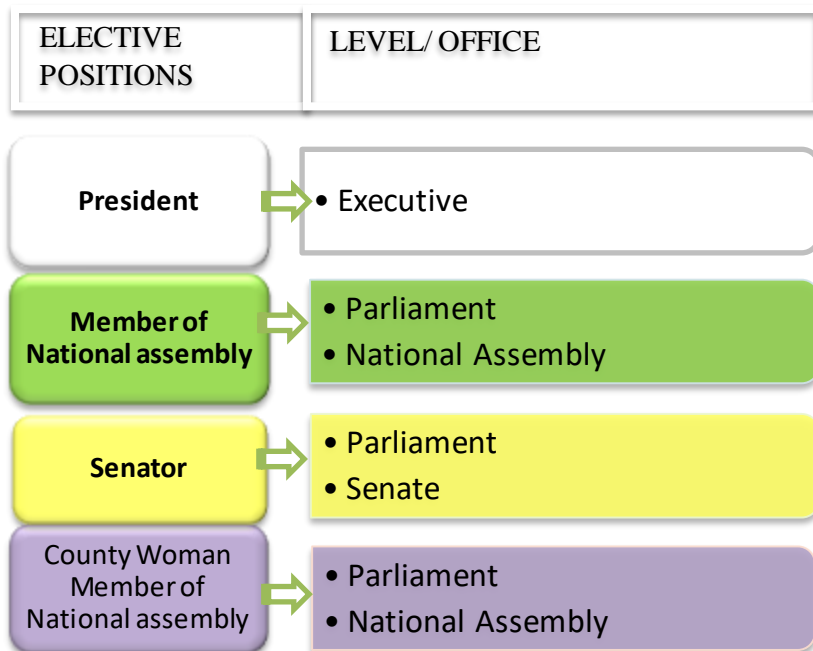 ELECTIVE
POSITIONS
LEVEL/ OFFICE
President
• Executive
Member of
National assembly
• Parliament
• National Assembly
Senator
• Parliament
• Senate
County Woman
Member of
National assembly
• Parliament
• National Assembly